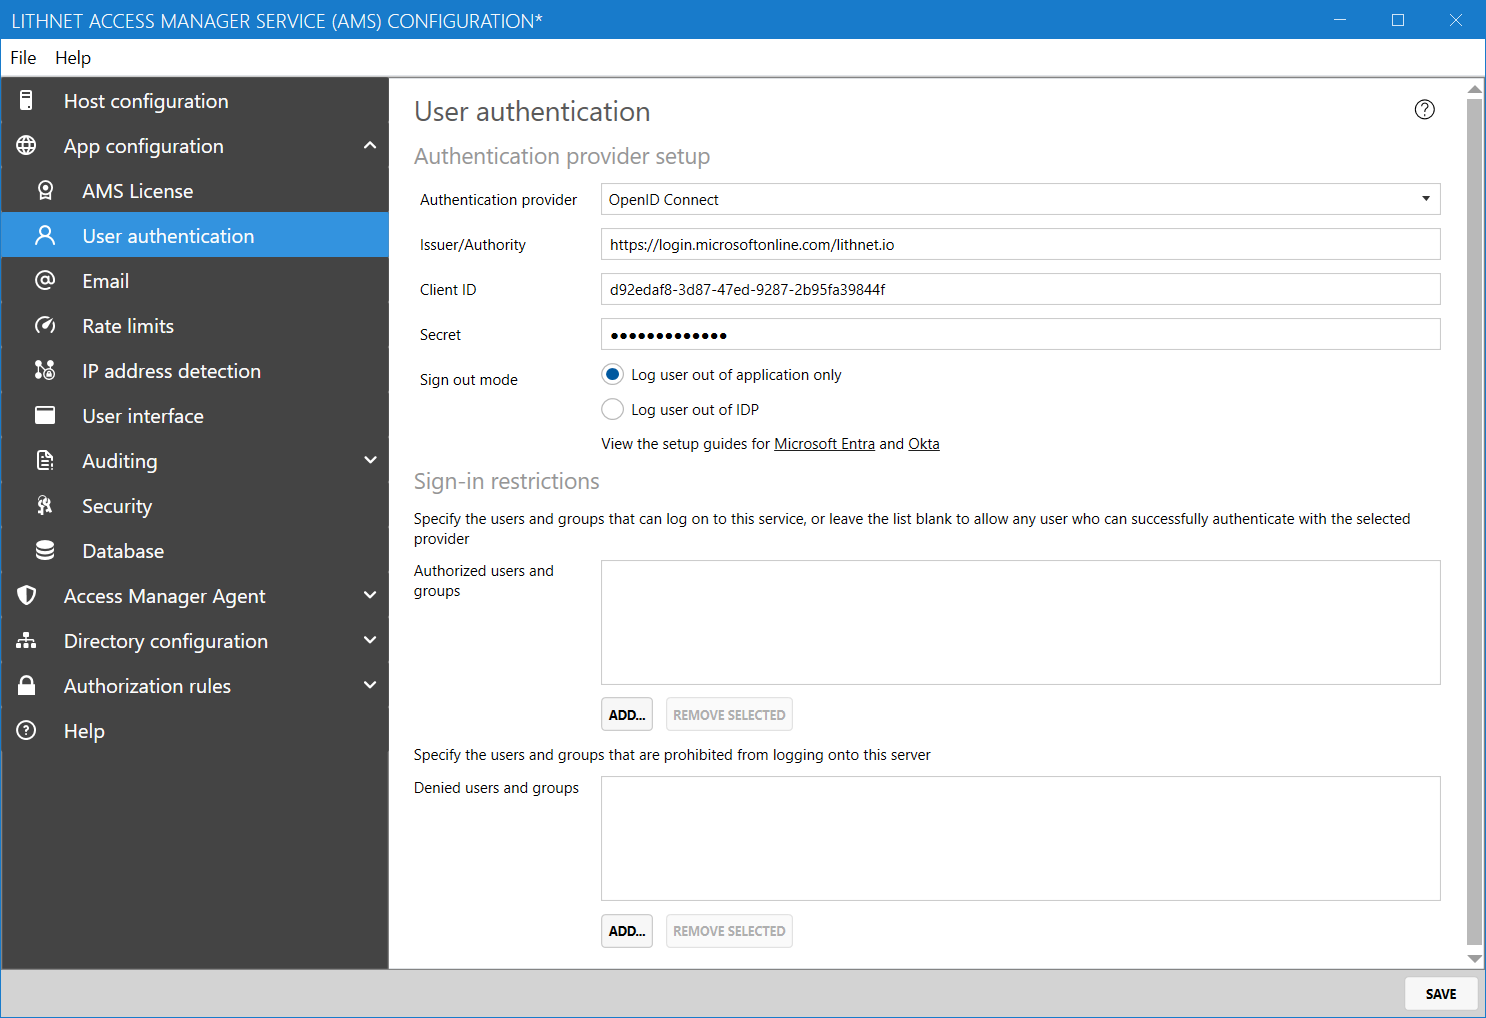 LITHNET ACCESS MANAGER SERVICE (AMS) CONFIGURATION*
File Help
Host configuration
App configuration
AMS License
User authentication
Email
Rate limits
IP address detection
User interface
Auditing
Security
Database
Access Manager Agent
Directory configuration
Authorization rules
Help
User authentication
Authentication provider setup
Authentication provider OpenID Connect
Issuer/Authority https://login.microsoftonline.com/lithnet.io
Client ID d92edaf8-3d87-47ed-9287-2b95fa39844f
Secret ●●●●●●●●●●●●●
Sign out mode Log user out of application only
Log user out of IDP
View the setup guides for Microsoft Entra and Okta
Sign-in restrictions
Specify the users and groups that can log on to this service, or leave the list blank to allow any user who can successfully authenticate with the selected
provider
Authorized users and
groups
ADD... REMOVE SELECTED
Specify the users and groups that are prohibited from logging onto this server
Denied users and groups
ADD... REMOVE SELECTED
SAVE